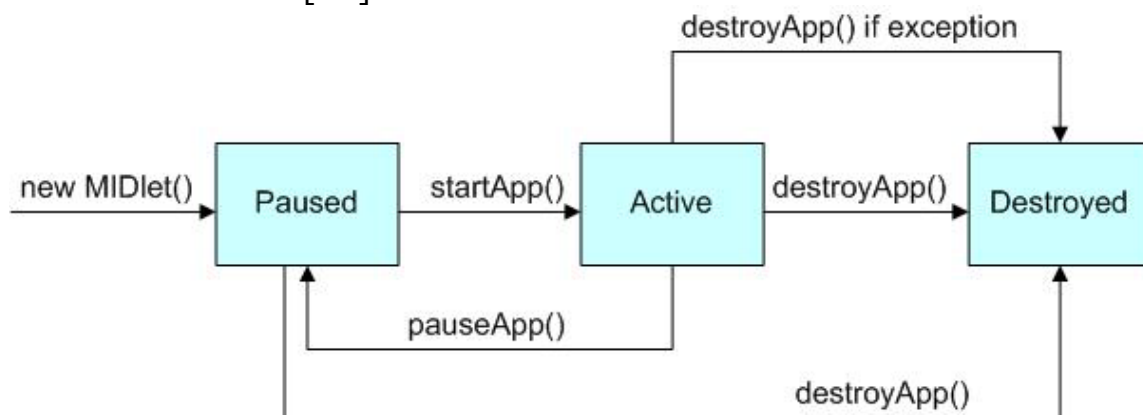 destroyApp() if exception
new MIDlet()
Paused
startApp()
Active
destroyApp()
Destroyed
pauseApp()
destroyApp()